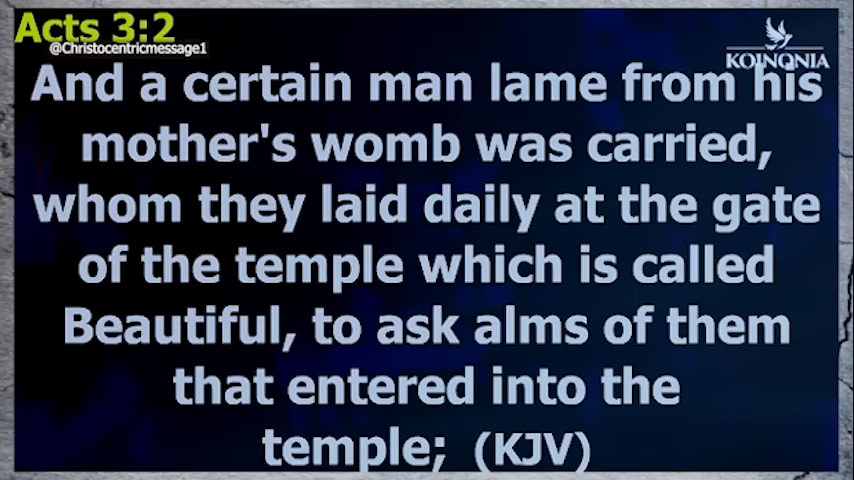 Acts 3:2
@Christocentricmessage1
KOINONIA
And a certain man lame from his
mother's womb was carried,
whom they laid daily at the gate
of the temple which is called
Beautiful, to ask alms of them
that entered into the
temple; (KJV)